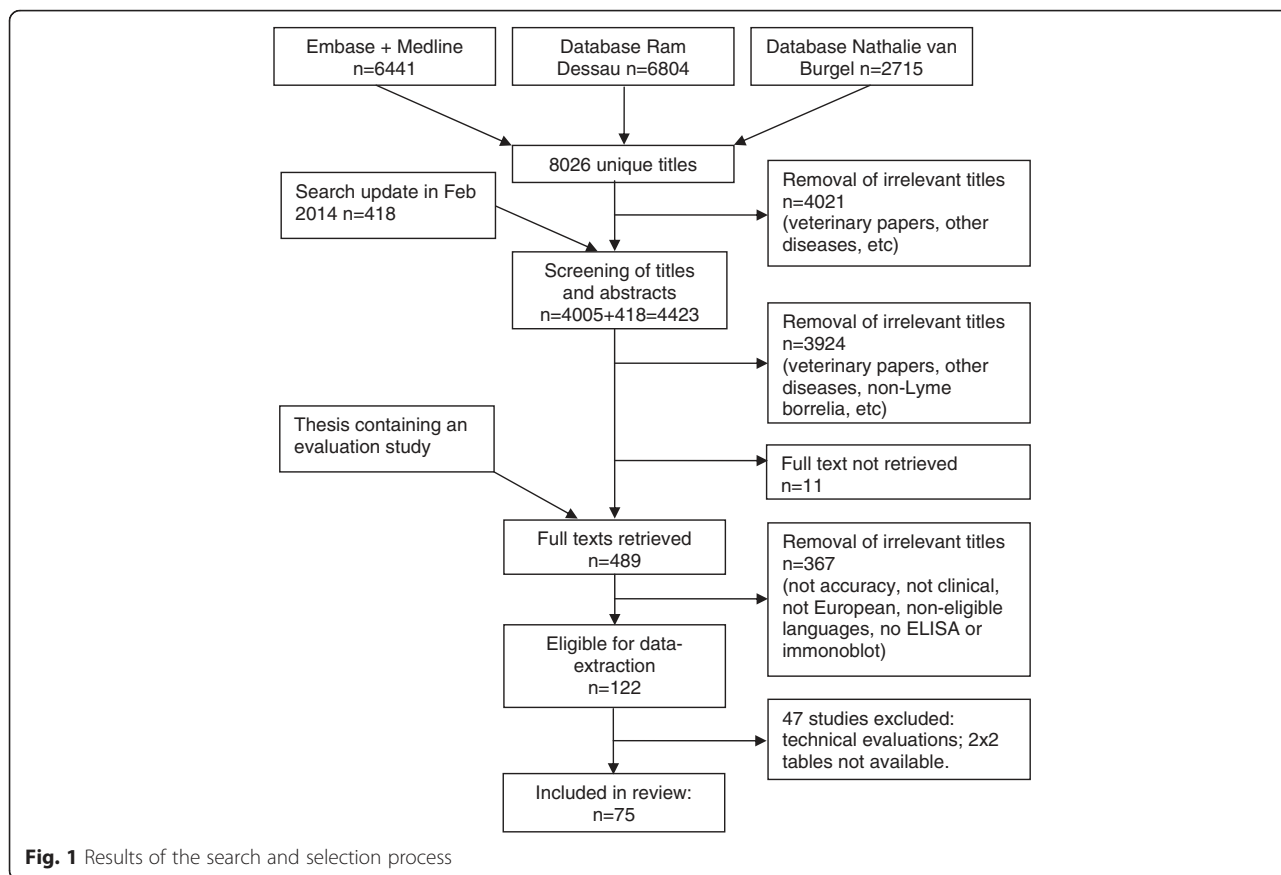 Embase + Medline
n=6441
Database Ram
Dessau n=6804
Database Nathalie van
Burgel n=2715
8026 unique titles
Search update in Feb
2014 n=418
Removal of irrelevant titles
n=4021
(veterinary papers, other
diseases, etc)
Screening of titles
and abstracts
n=4005+418=4423
Removal of irrelevant titles
n=3924
(veterinary papers, other
diseases, non-Lyme
borrelia, etc)
Thesis containing an
evaluation study
Full text not retrieved
n=11
Full texts retrieved
n=489
Removal of irrelevant titles
n=367
(not accuracy, not clinical,
not European, non-eligible
languages, no ELISA or
immonoblot)
Eligible for data-
extraction
n=122
47 studies excluded:
technical evaluations; 2x2
tables not available.
Included in review:
n=75
Fig. 1 Results of the search and selection process